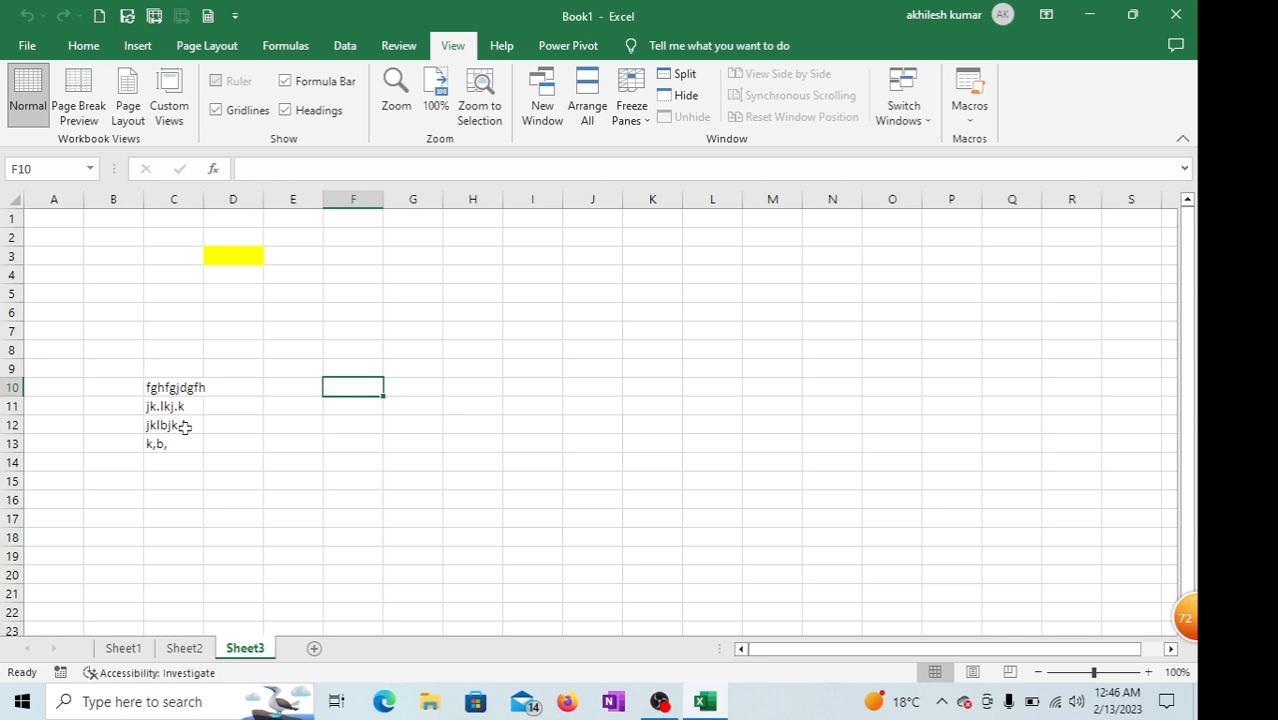 Book1 - Excel
akhilesh kumar AK
File Home Insert Page Layout Formulas Data Review View Help Power Pivot Tell me what you want to do
Normal Page Break Preview Page Layout Custom Views
Workbook Views
Ruler Formula Bar
Gridlines Headings
Show
Zoom 100% Zoom to Selection
Zoom
New Window Arrange All Freeze Panes
Split
Hide
Unhide
View Side by Side
Synchronous Scrolling
Reset Window Position
Window
Switch Windows
Macros
Macros
F10 fx
A B C D E F G H I J K L M N O P Q R S
1
2
3
4
5
6
7
8
9
10 fghfgjdgfh
11 jk.lkj.k
12 jklbjk
13 k,b,
14
15
16
17
18
19
20
21
22
23
72
Sheet1 Sheet2 Sheet3
Ready Accessibility: Investigate 100%
Type here to search 14 N X 18°C 12:46 AM
2/13/2023